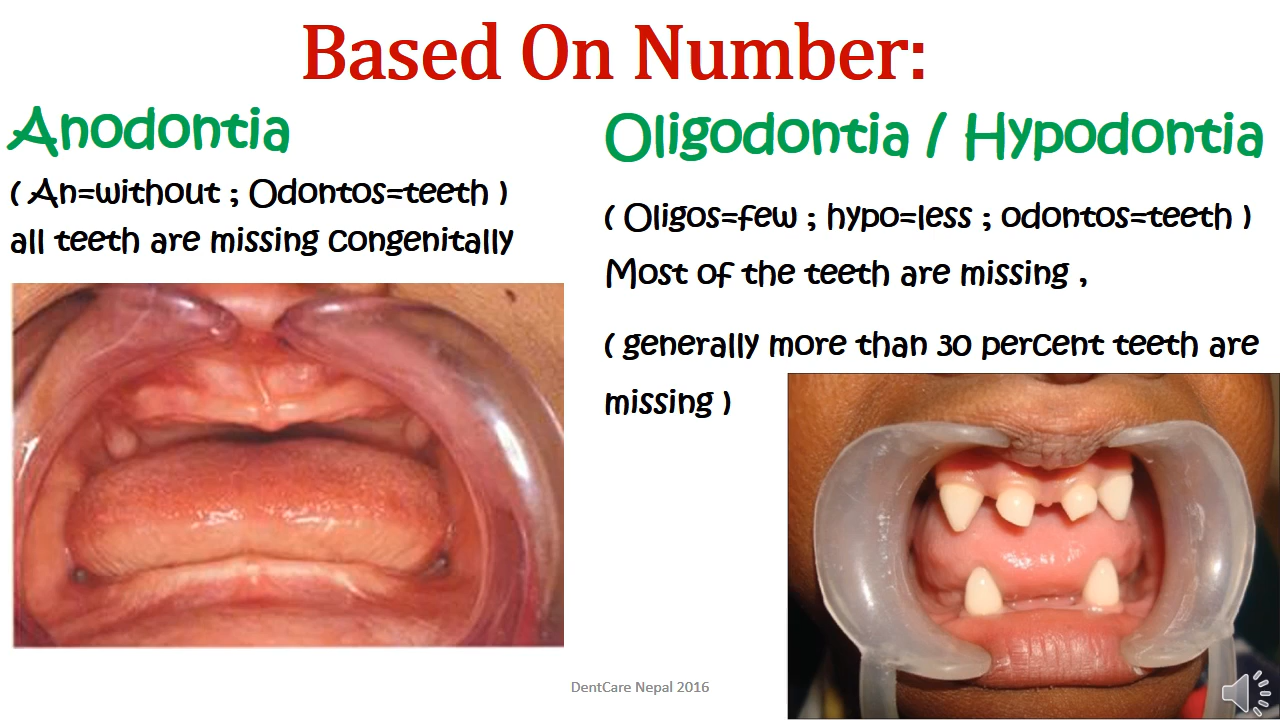 Based On Number:
Anodontia
( An=without ; Odontos=teeth )
all teeth are missing congenitally
Oligodontia / Hypodontia
( Oligos=few ; hypo=less ; odontos=teeth )
Most of the teeth are missing ,
( generally more than 30 percent teeth are
missing )
DentCare Nepal 2016